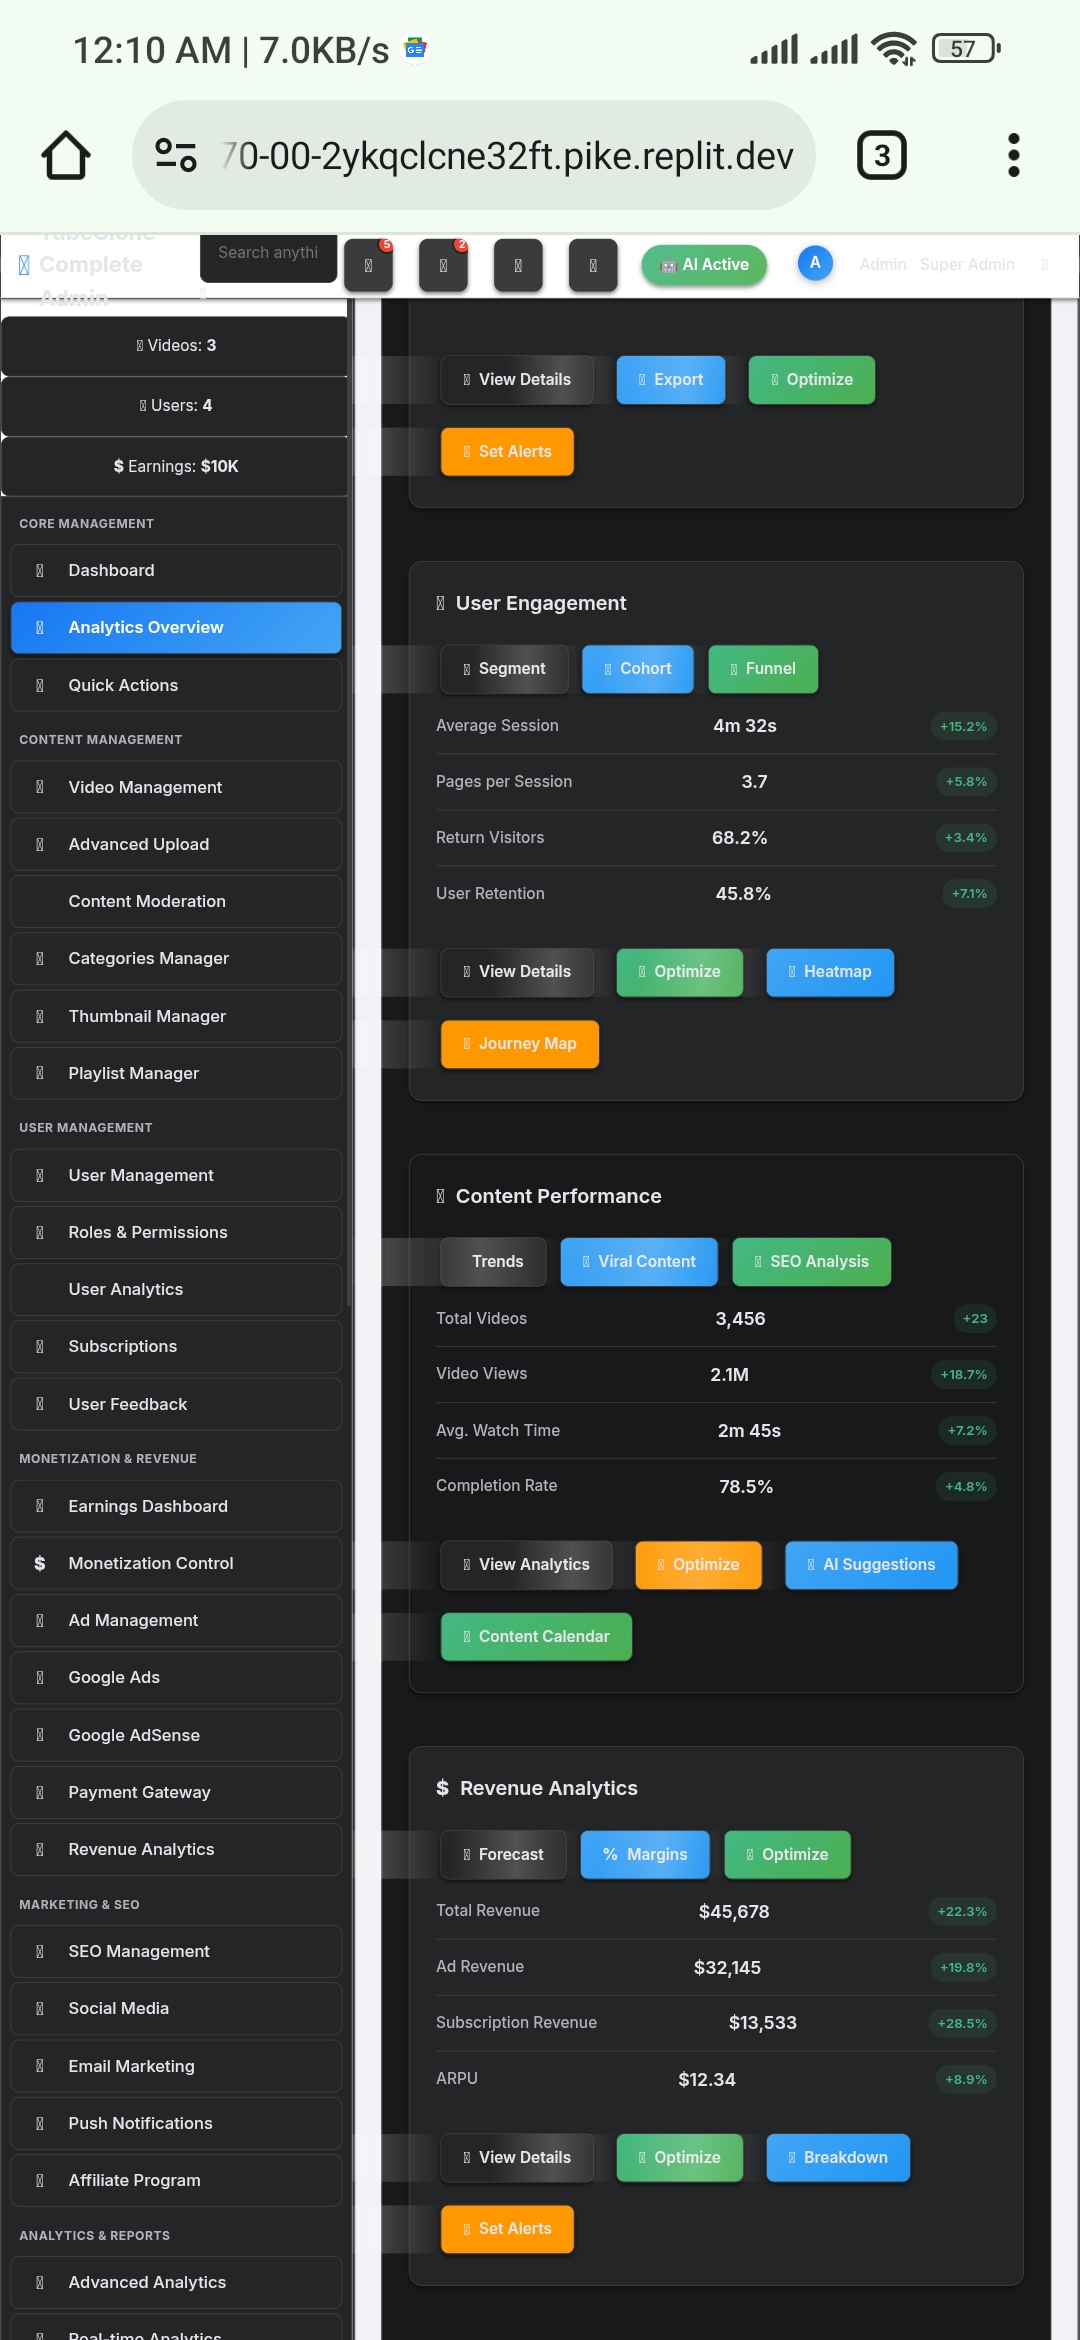 12:10 AM | 7.0KB/s
57
70-00-2ykqclcne32ft.pike.replit.dev
3
TubeClone
Complete
Admin
Search anythi
5
2
🤖 AI Active
A
Admin
Super Admin
Videos: 3
Users: 4
$ Earnings: $10K
CORE MANAGEMENT
Dashboard
Analytics Overview
Quick Actions
CONTENT MANAGEMENT
Video Management
Advanced Upload
Content Moderation
Categories Manager
Thumbnail Manager
Playlist Manager
USER MANAGEMENT
User Management
Roles & Permissions
User Analytics
Subscriptions
User Feedback
MONETIZATION & REVENUE
Earnings Dashboard
$ Monetization Control
Ad Management
Google Ads
Google AdSense
Payment Gateway
Revenue Analytics
MARKETING & SEO
SEO Management
Social Media
Email Marketing
Push Notifications
Affiliate Program
ANALYTICS & REPORTS
Advanced Analytics
Real-time Analytics
View Details
Export
Optimize
Set Alerts
User Engagement
Segment
Cohort
Funnel
Average Session 4m 32s +15.2%
Pages per Session 3.7 +5.8%
Return Visitors 68.2% +3.4%
User Retention 45.8% +7.1%
View Details
Optimize
Heatmap
Journey Map
Content Performance
Trends
Viral Content
SEO Analysis
Total Videos 3,456 +23
Video Views 2.1M +18.7%
Avg. Watch Time 2m 45s +7.2%
Completion Rate 78.5% +4.8%
View Analytics
Optimize
AI Suggestions
Content Calendar
$ Revenue Analytics
Forecast
% Margins
Optimize
Total Revenue $45,678 +22.3%
Ad Revenue $32,145 +19.8%
Subscription Revenue $13,533 +28.5%
ARPU $12.34 +8.9%
View Details
Optimize
Breakdown
Set Alerts